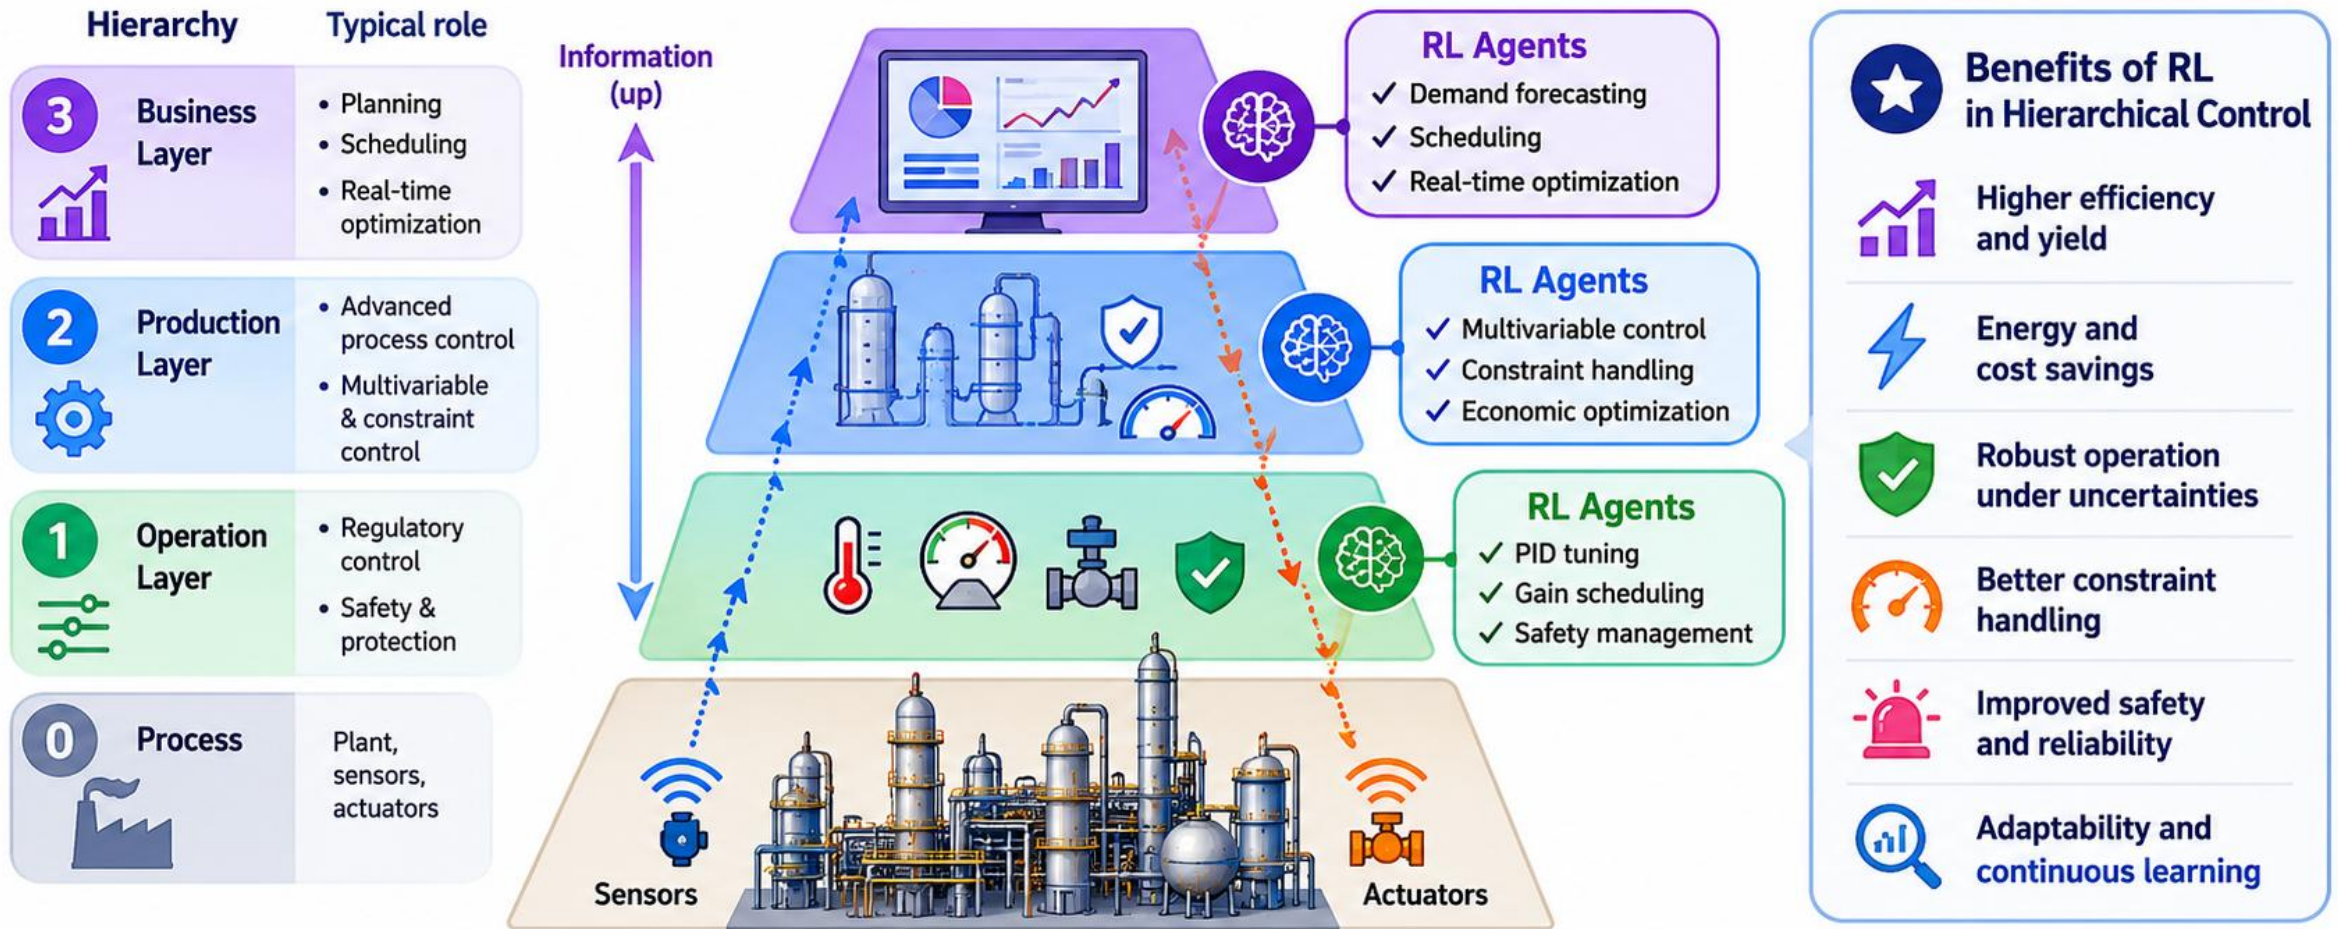 Hierarchy
Typical role
3
Business
Layer
• Planning
• Scheduling
• Real-time
optimization
2
Production
Layer
• Advanced
process control
• Multivariable
& constraint
control
1
Operation
Layer
• Regulatory
control
• Safety &
protection
0
Process
Plant,
sensors,
actuators
Information
(up)
Sensors
Actuators
RL Agents
✓ Demand forecasting
✓ Scheduling
✓ Real-time optimization
RL Agents
✓ Multivariable control
✓ Constraint handling
✓ Economic optimization
RL Agents
✓ PID tuning
✓ Gain scheduling
✓ Safety management
Benefits of RL
in Hierarchical Control
Higher efficiency
and yield
Energy and
cost savings
Robust operation
under uncertainties
Better constraint
handling
Improved safety
and reliability
Adaptability and
continuous learning